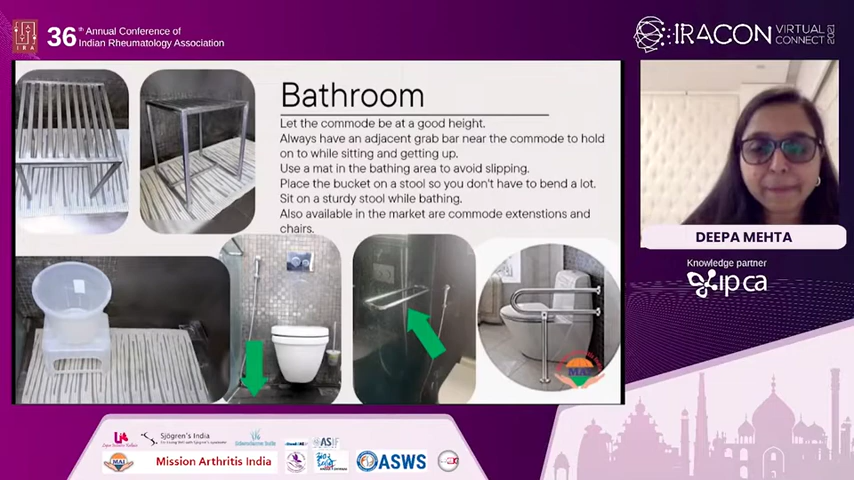 36th Annual Conference of
Indian Rheumatology Association
IRA
IRACON
VIRTUAL
CONNECT 2021
Bathroom
Let the commode be at a good height.
Always have an adjacent grab bar near the commode to hold
on to while sitting and getting up.
Use a mat in the bathing area to avoid slipping.
Place the bucket on a stool so you don't have to bend a lot.
Sit on a sturdy stool while bathing.
Also available in the market are commode extenstions and
chairs.
DEEPA MEHTA
Knowledge partner
ipca
MAI
Sjögren's India
MAI
Mission Arthritis India
ASWS